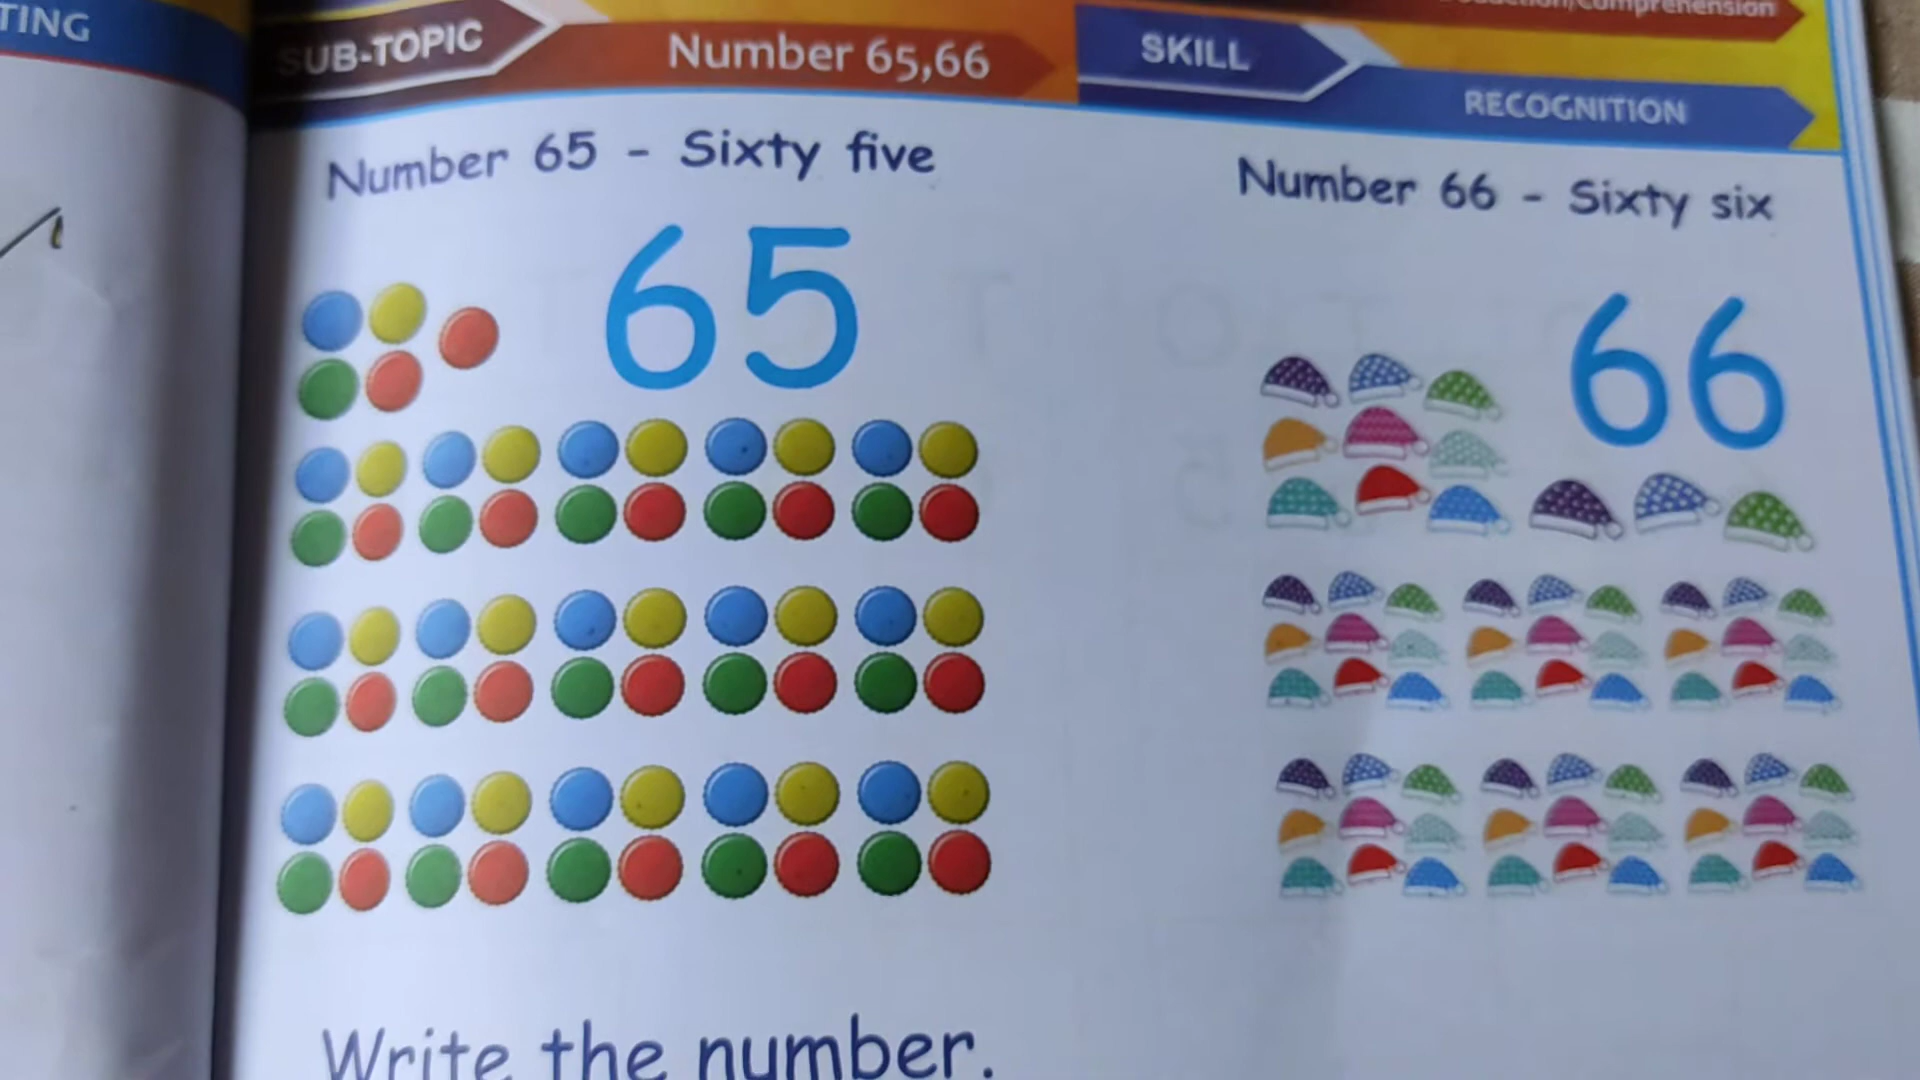 TING
SUB-TOPIC
Number 65,66
SKILL
RECOGNITION
Number 65 - Sixty five
65
Number 66 - Sixty six
66
Write the number.